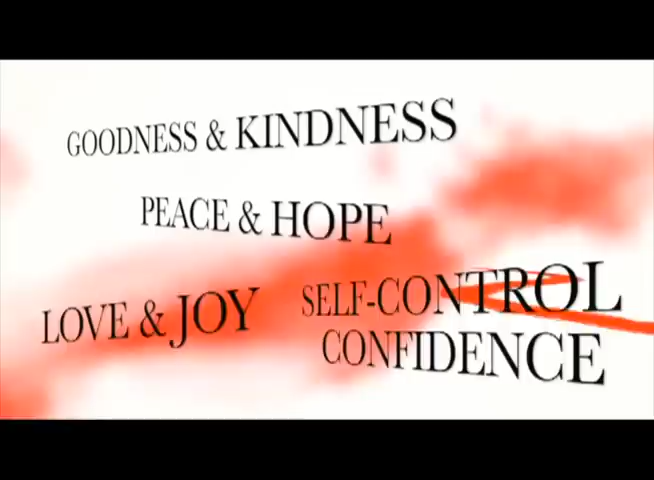 GOODNESS & KINDNESS
PEACE & HOPE
LOVE & JOY
SELF-CONTROL
CONFIDENCE